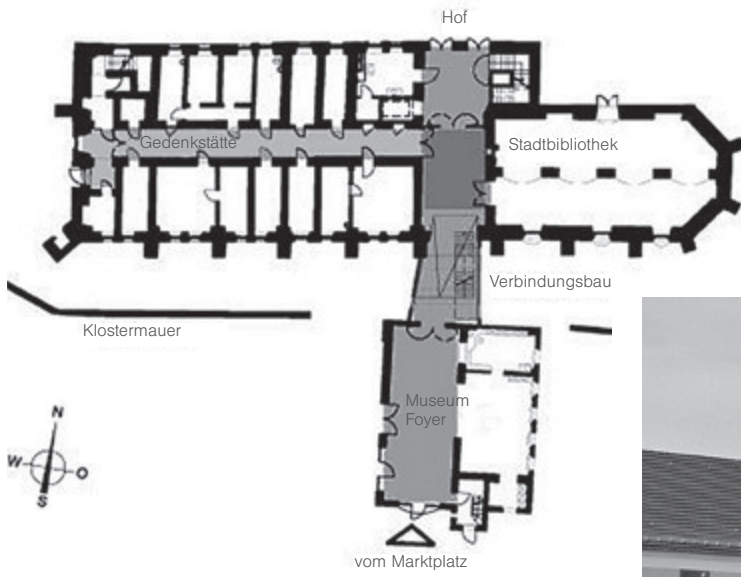 Hof
Gedenkstätte
Stadtbibliothek
Verbindungsbau
Klostermauer
Museum
Foyer
N
W
O
S
vom Marktplatz